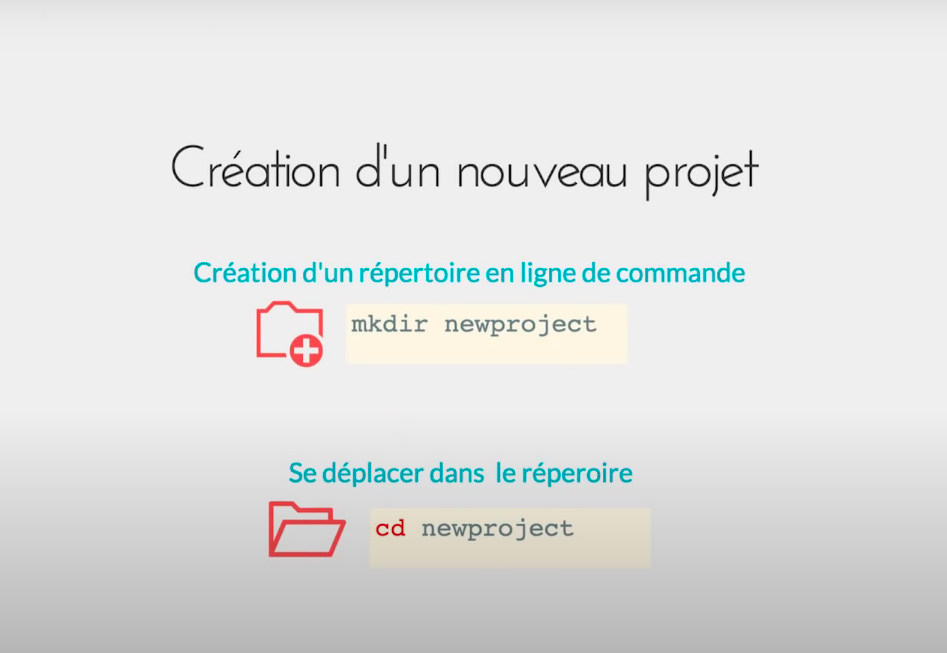 Création d'un nouveau projet
Création d'un répertoire en ligne de commande
mkdir newproject
Se déplacer dans le réperoire
cd newproject